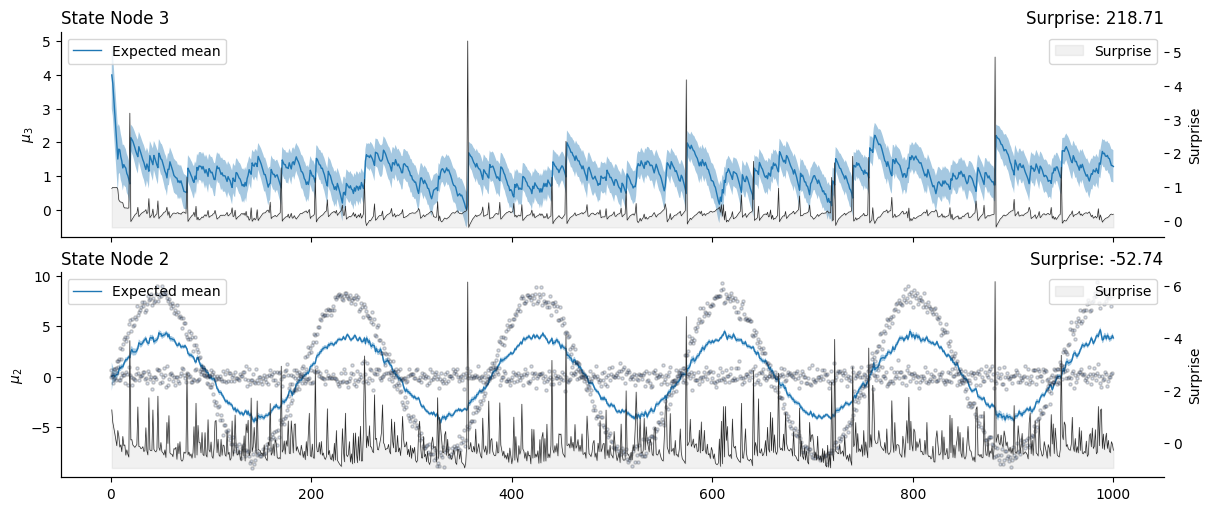 State Node 3
Surprise: 218.71
Expected mean
Surprise
5
4
3
2
1
0
μ3
5
4
3
2
1
0
Surprise
State Node 2
Surprise: -52.74
Expected mean
Surprise
10
5
0
−5
μ2
6
4
2
0
Surprise
0
200
400
600
800
1000